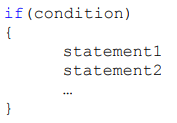 if(condition)
{
statement1
statement2
…
}